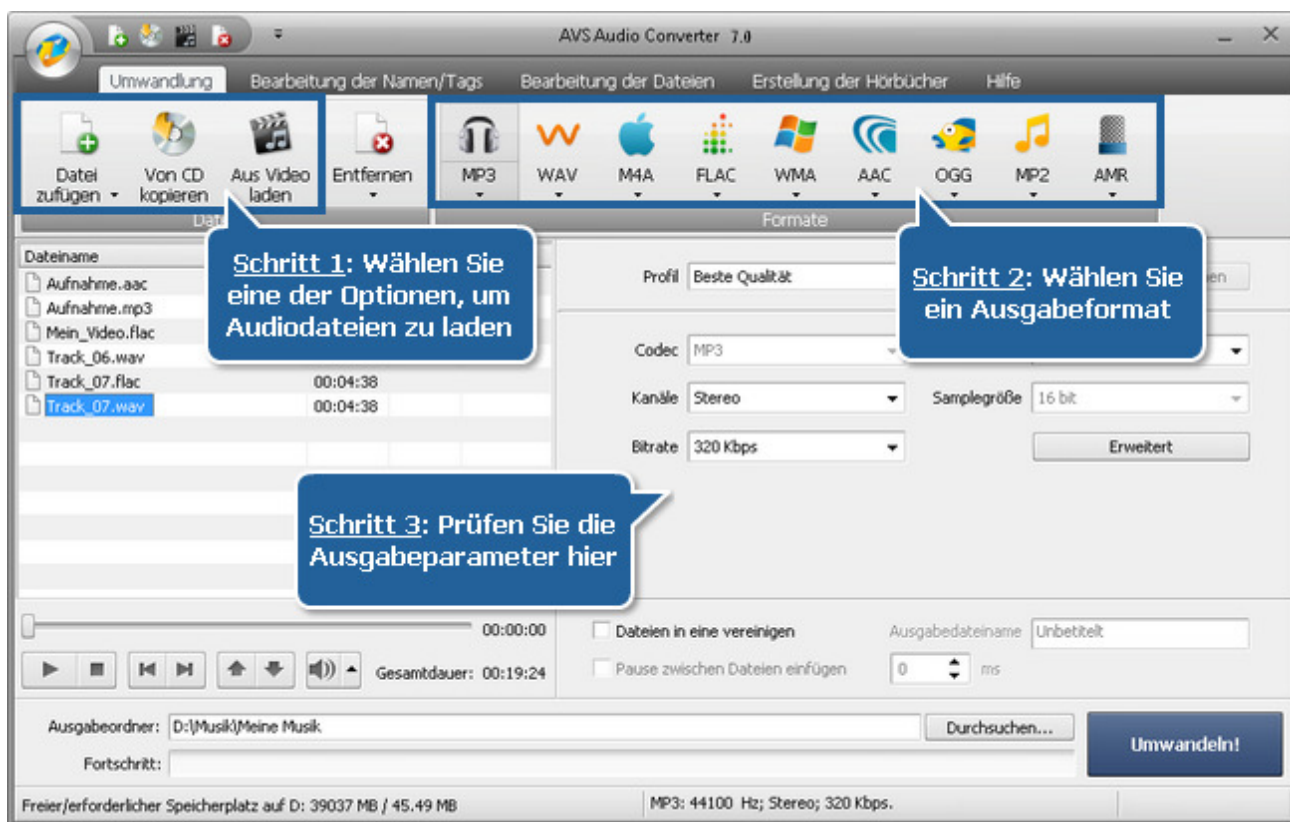 AVS Audio Converter 7.0
Umwandlung Bearbeitung der Namen/Tags Bearbeitung der Dateien Erstellung der Hörbücher Hilfe
Datei zufügen
Von CD kopieren
Aus Video laden
Entfernen
MP3 WAV M4A FLAC WMA AAC OGG MP2 AMR
Formate
Schritt 1: Wählen Sie
eine der Optionen, um
Audiodateien zu laden
Schritt 2: Wählen Sie
ein Ausgabeformat
Dateiname
Aufnahme.aac
Aufnahme.mp3
Mein_Video.flac
Track_06.wav
Track_07.flac 00:04:38
Track_07.wav 00:04:38
Profil Beste Qualität
Codec MP3
Kanäle Stereo Samplegröße 16 bit
Bitrate 320 Kbps Erweitert
Schritt 3: Prüfen Sie die
Ausgabeparameter hier
00:00:00
Gesamtdauer: 00:19:24
Dateien in eine vereinigen Ausgabedateiname Unbetitelt
Pause zwischen Dateien einfügen 0 ms
Ausgabeordner: D:\Musik\Meine Musik Durchsuchen...
Umwandeln!
Fortschritt:
Freier/erforderlicher Speicherplatz auf D: 39037 MB / 45.49 MB MP3: 44100 Hz; Stereo; 320 Kbps.